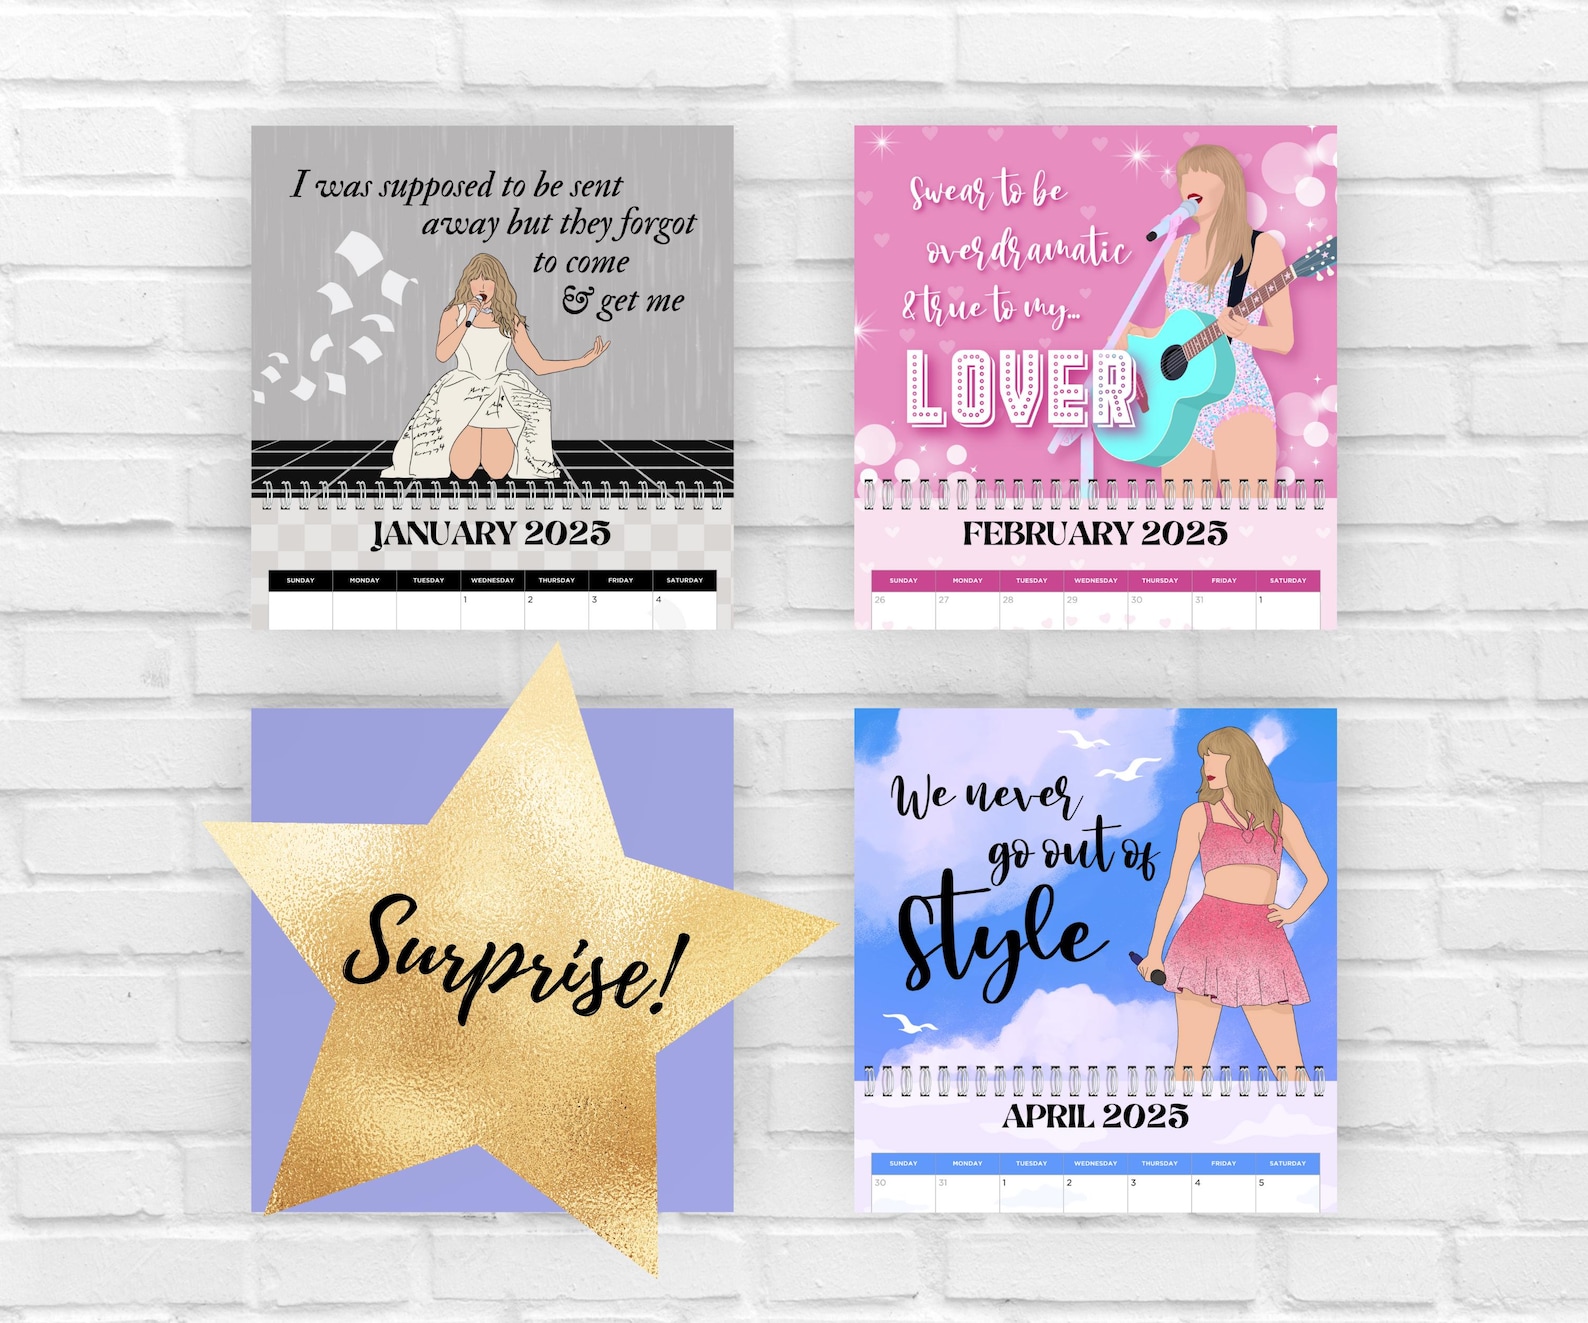 I was supposed to be sent
away but they forgot
to come
& get me
JANUARY 2025
SUNDAY MONDAY TUESDAY WEDNESDAY THURSDAY FRIDAY SATURDAY
1 2 3 4
swear to be
overdramatic
& true to my...
LOVER
FEBRUARY 2025
SUNDAY MONDAY TUESDAY WEDNESDAY THURSDAY FRIDAY SATURDAY
26 27 28 29 30 31 1
Surprise!
We never
go out of
style
APRIL 2025
SUNDAY MONDAY TUESDAY WEDNESDAY THURSDAY FRIDAY SATURDAY
30 31 1 2 3 4 5